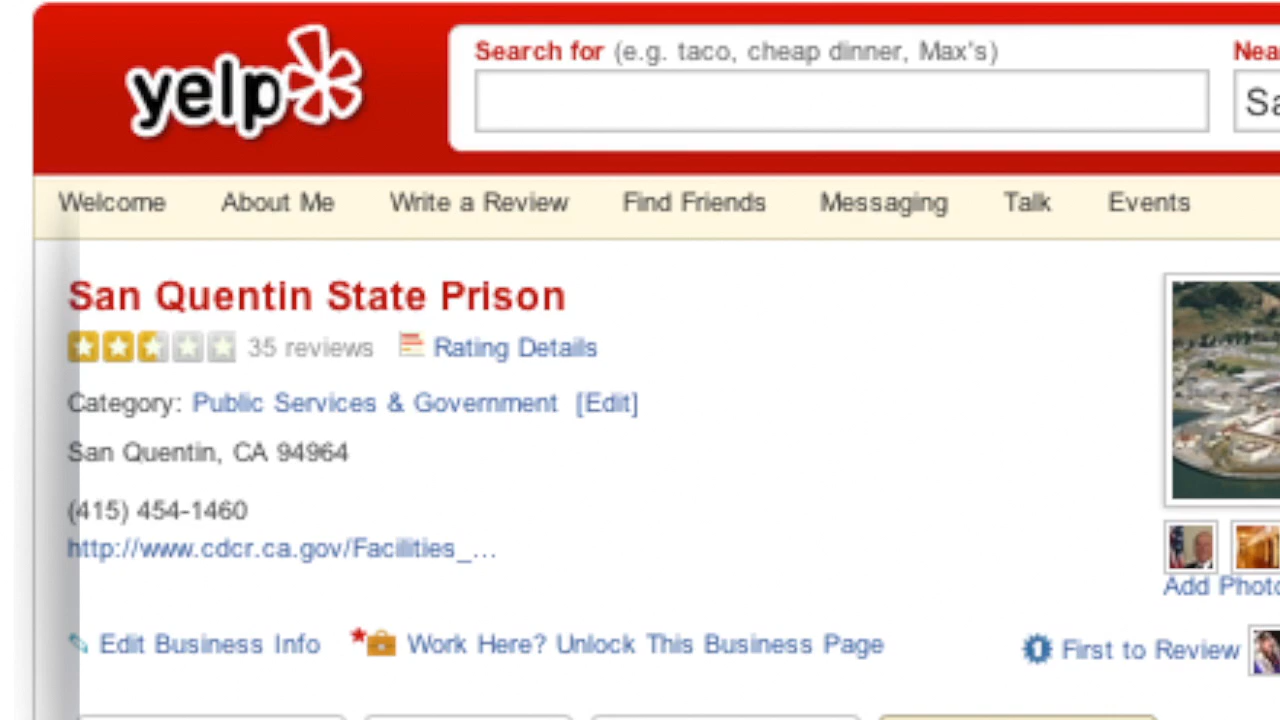 yelp
Search for (e.g. taco, cheap dinner, Max's)
Welcome About Me Write a Review Find Friends Messaging Talk Events
San Quentin State Prison
35 reviews Rating Details
Category: Public Services & Government [Edit]
San Quentin, CA 94964
(415) 454-1460
http://www.cdcr.ca.gov/Facilities_...
Add
Edit Business Info Work Here? Unlock This Business Page
First to Review